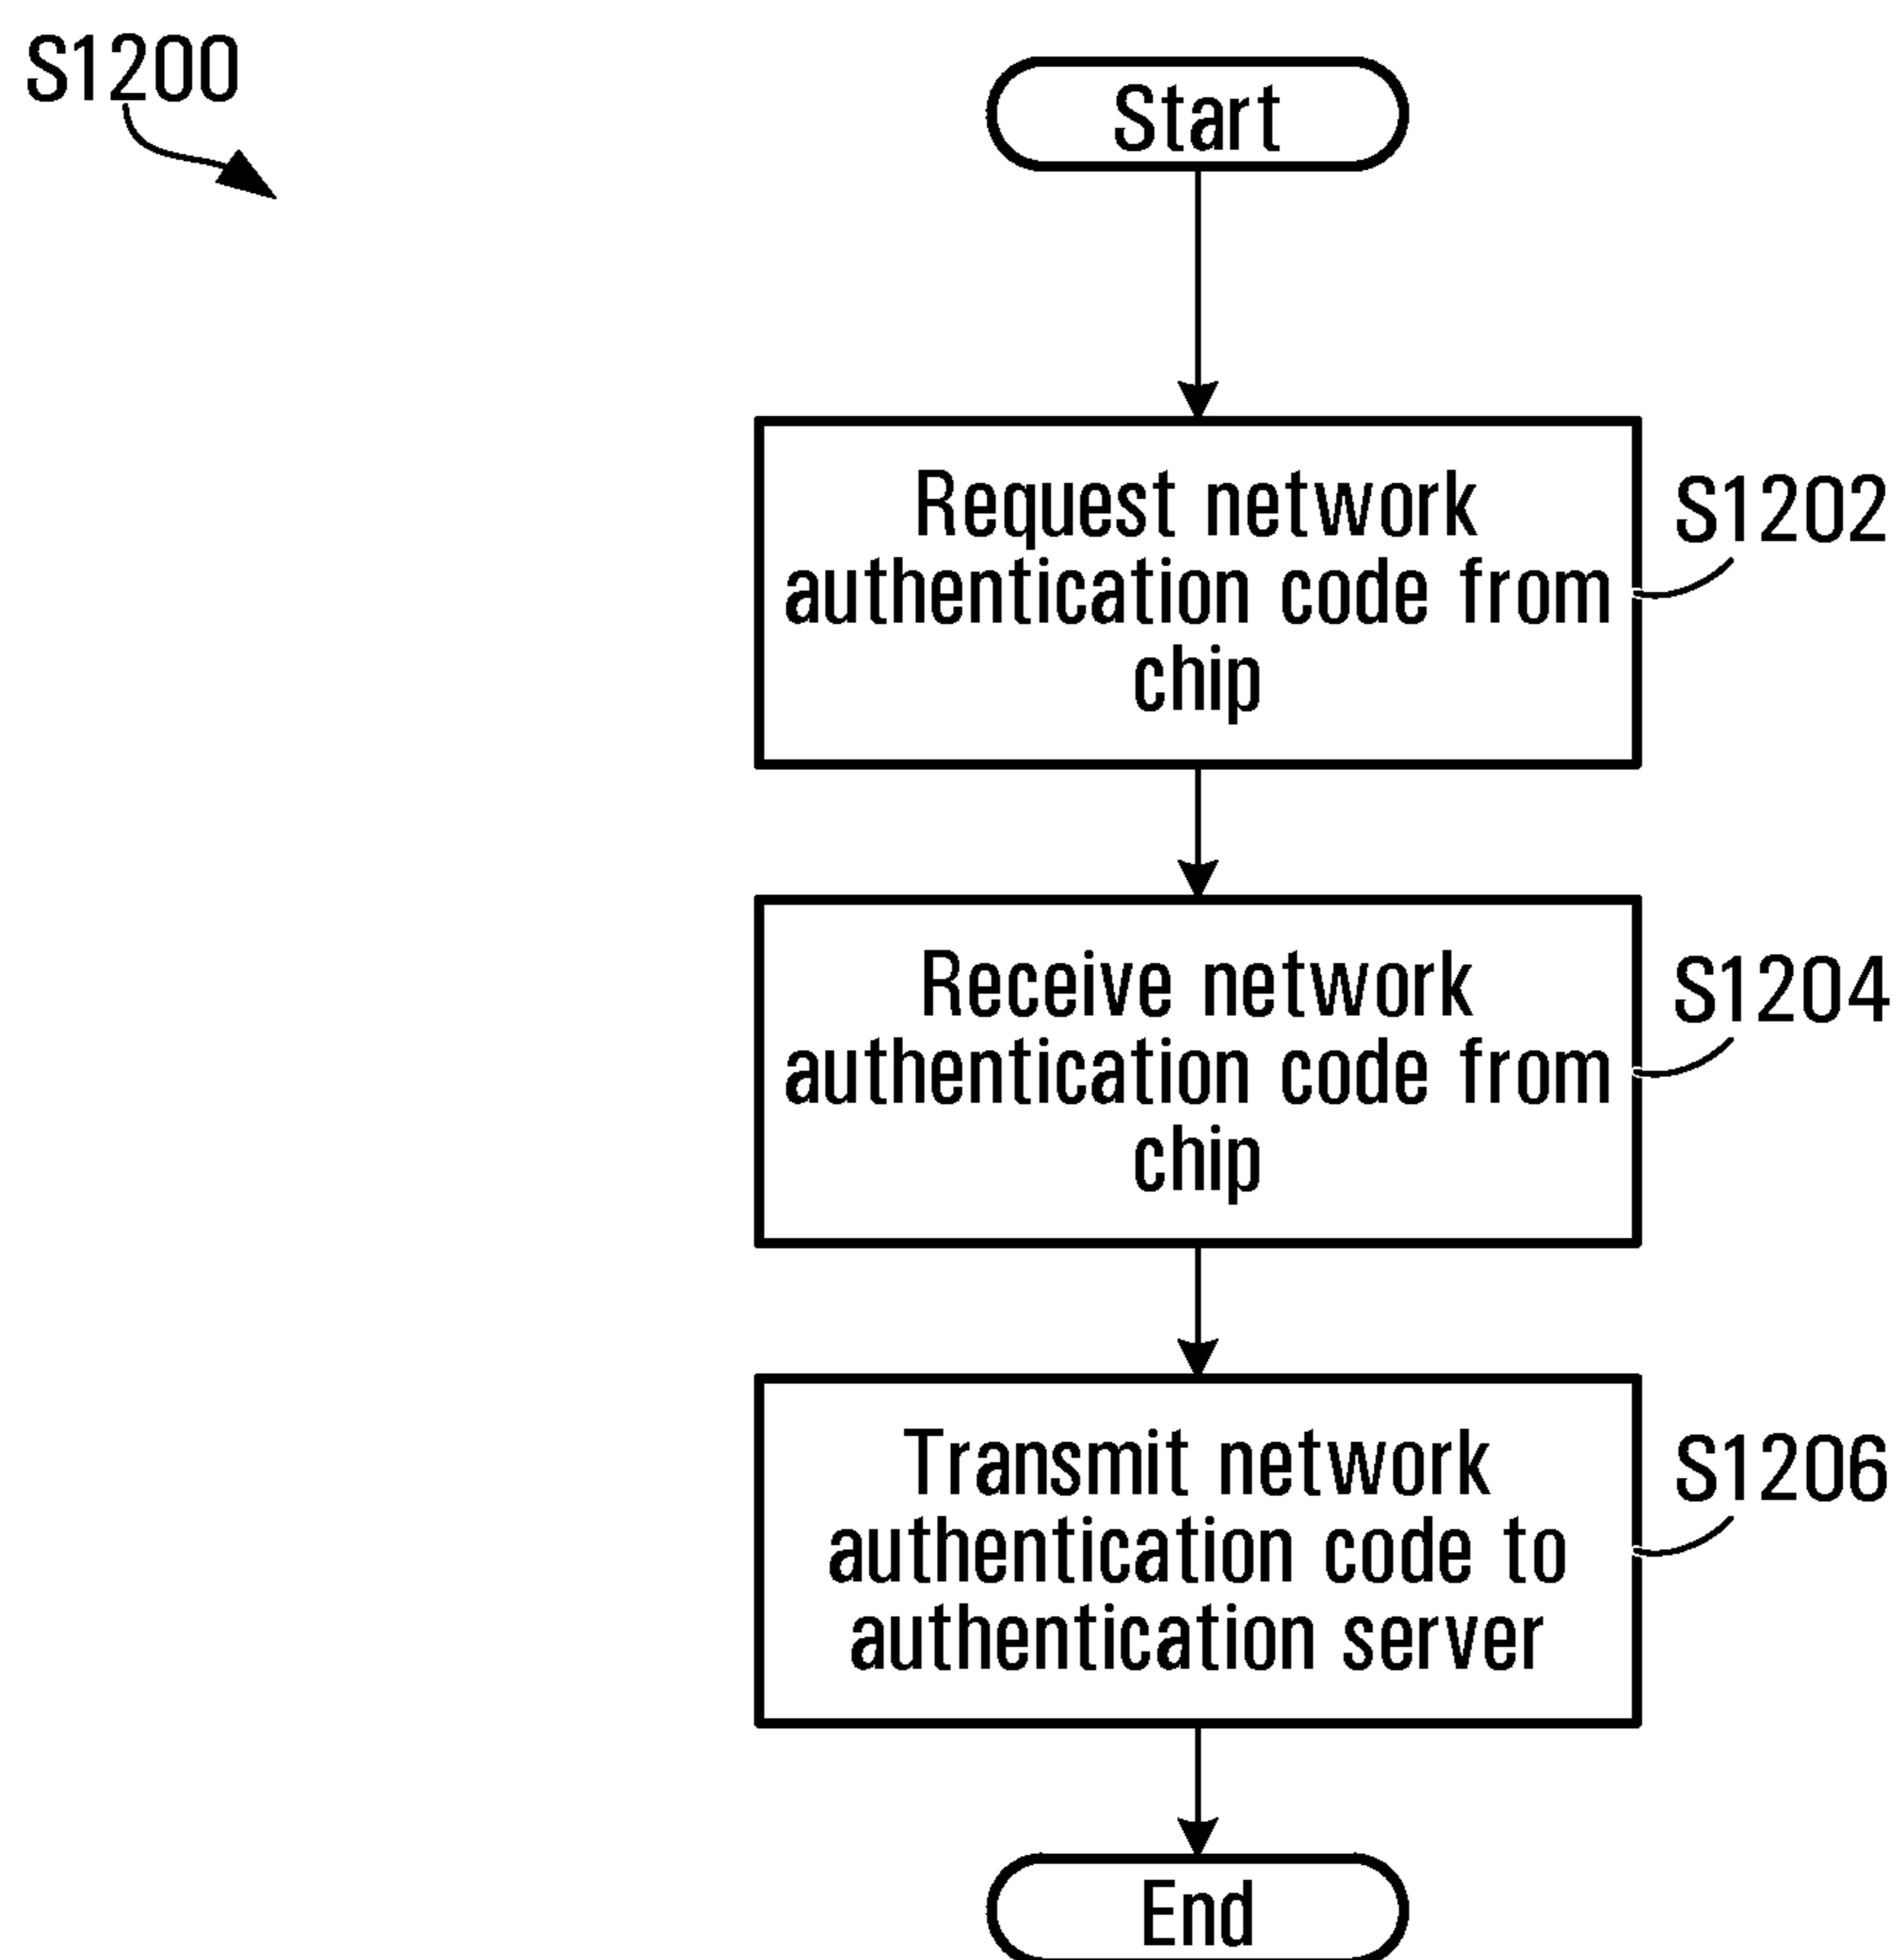 S1200
Start
Request network
authentication code from
chip
S1202
Receive network
authentication code from
chip
S1204
Transmit network
authentication code to
authentication server
S1206
End